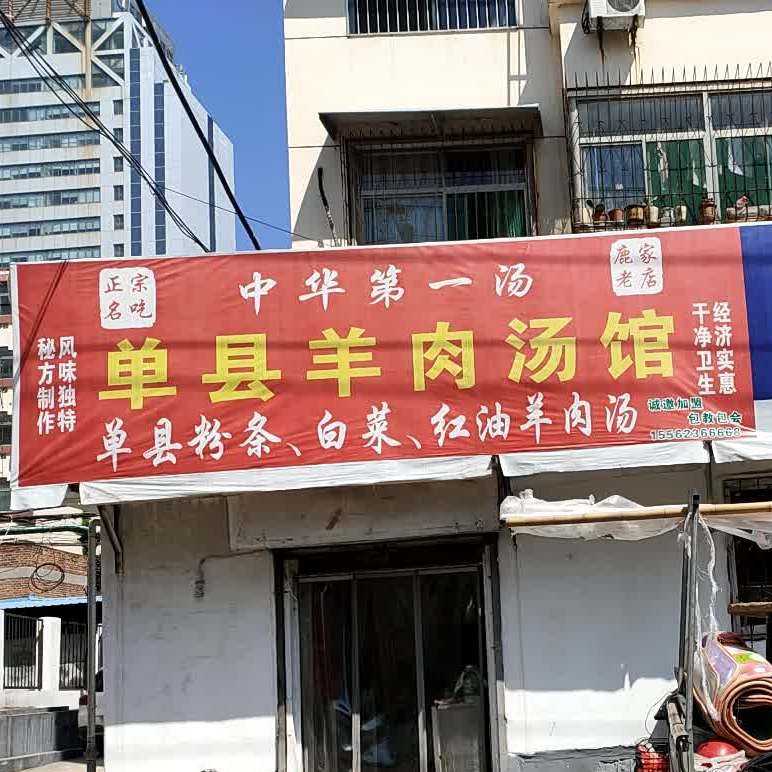 正宗
名吃
中华第一汤
鹿家
老店
风味独特
秘方制作
单县羊肉汤馆
经济实惠
干净卫生
单县粉条、白菜、红油羊肉汤
诚邀加盟
包教包会
15562366668